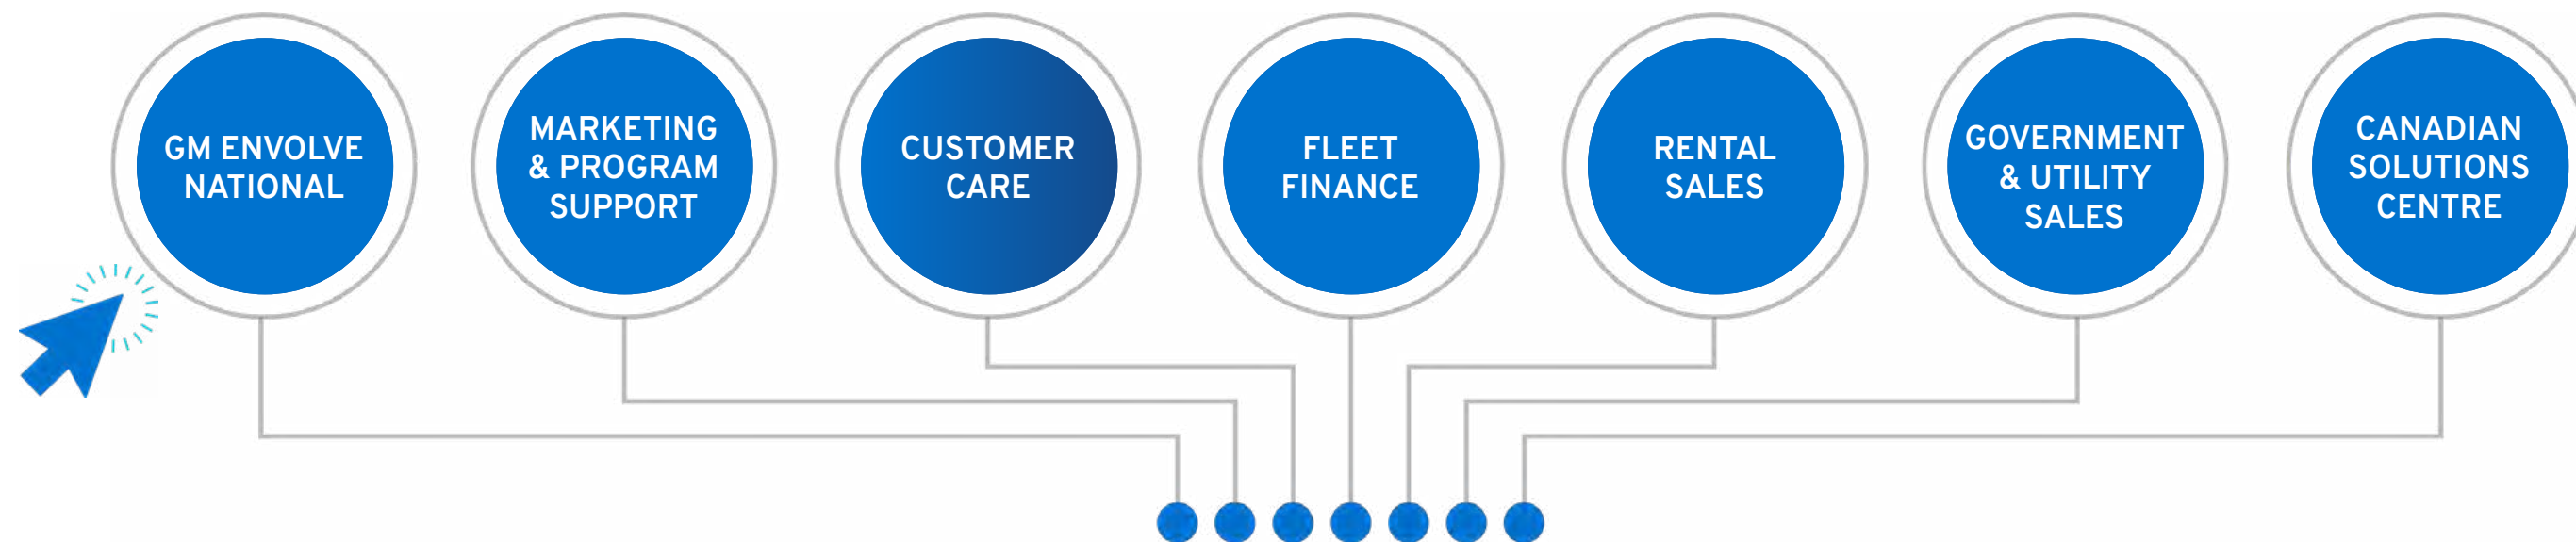 GM ENVOLVE
NATIONAL
MARKETING
& PROGRAM
SUPPORT
CUSTOMER
CARE
FLEET
FINANCE
RENTAL
SALES
GOVERNMENT
& UTILITY
SALES
CANADIAN
SOLUTIONS
CENTRE